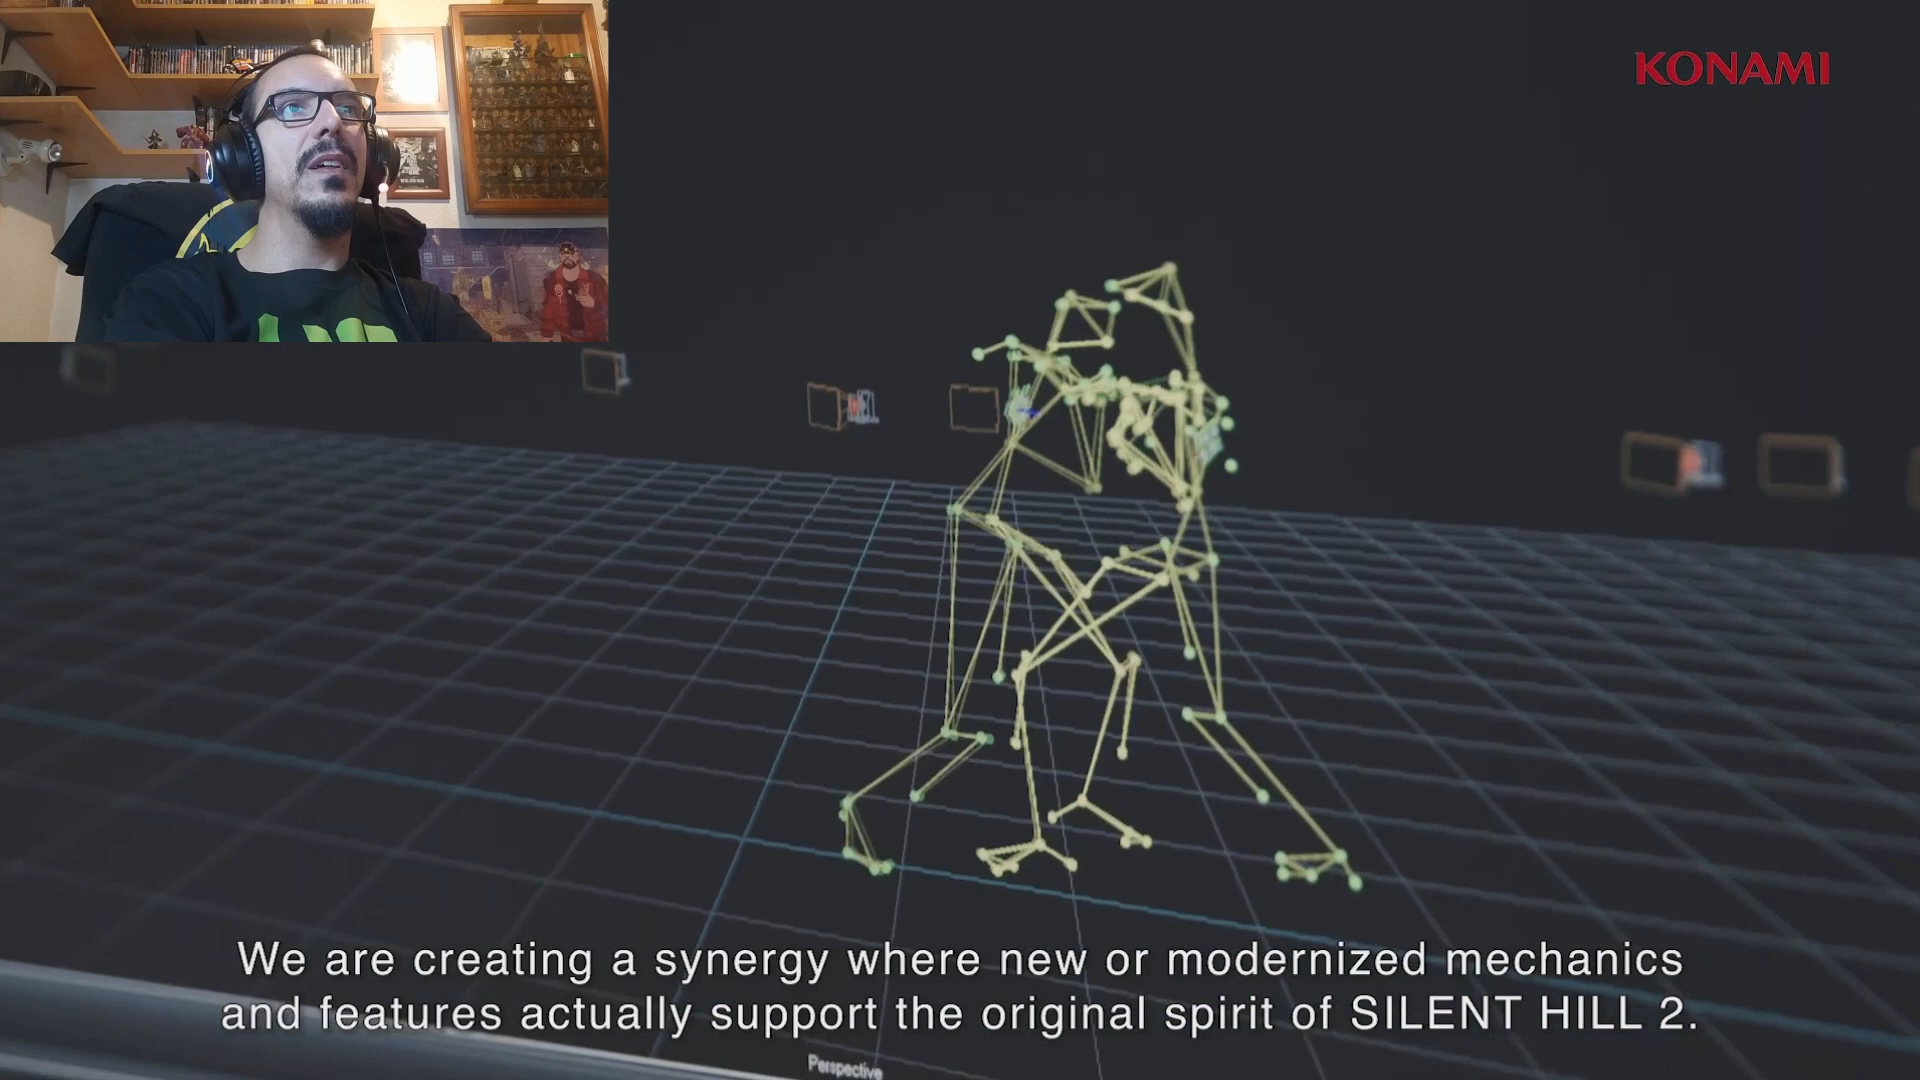 KONAMI
We are creating a synergy where new or modernized mechanics
and features actually support the original spirit of SILENT HILL 2.
Perspective